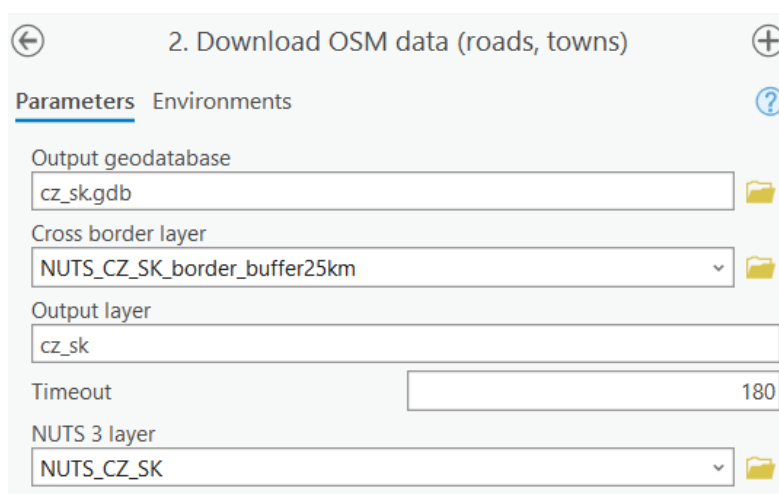 2. Download OSM data (roads, towns)
Parameters Environments
Output geodatabase
cz_sk.gdb
Cross border layer
NUTS_CZ_SK_border_buffer25km
Output layer
cz_sk
Timeout 180
NUTS 3 layer
NUTS_CZ_SK